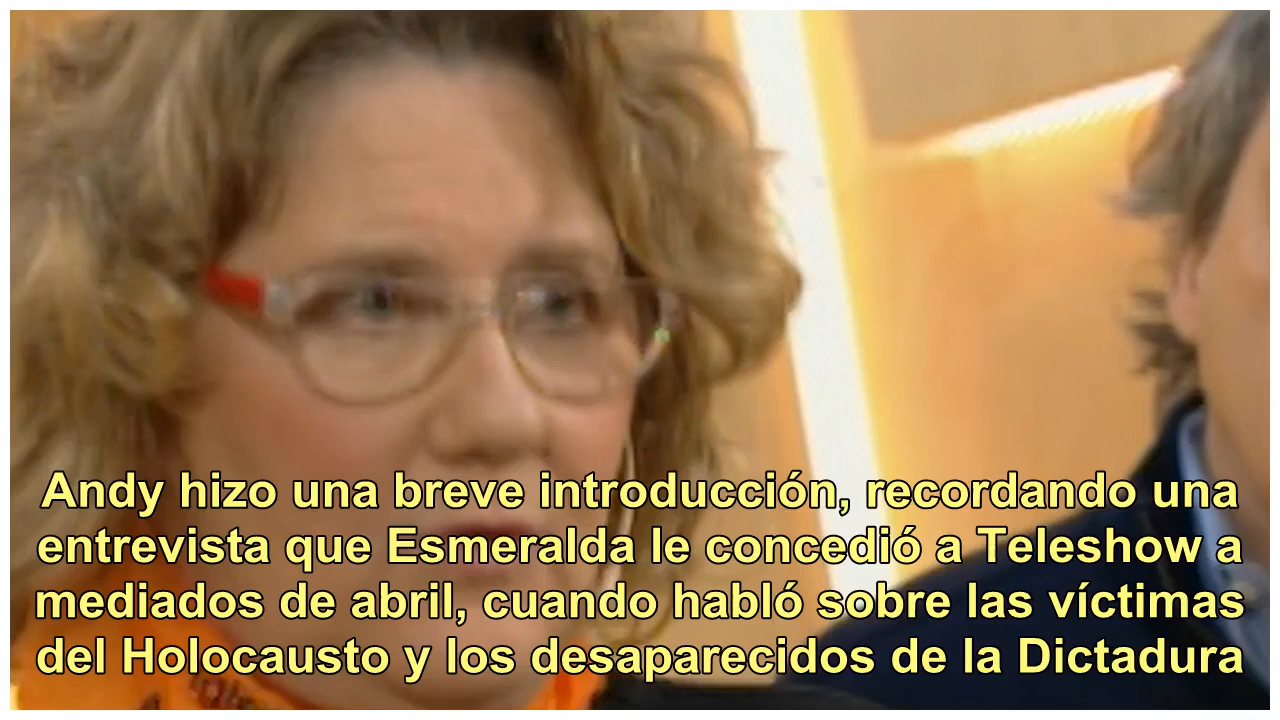 Andy hizo una breve introducción, recordando una
entrevista que Esmeralda le concedió a Teleshow a
mediados de abril, cuando habló sobre las víctimas
del Holocausto y los desaparecidos de la Dictadura